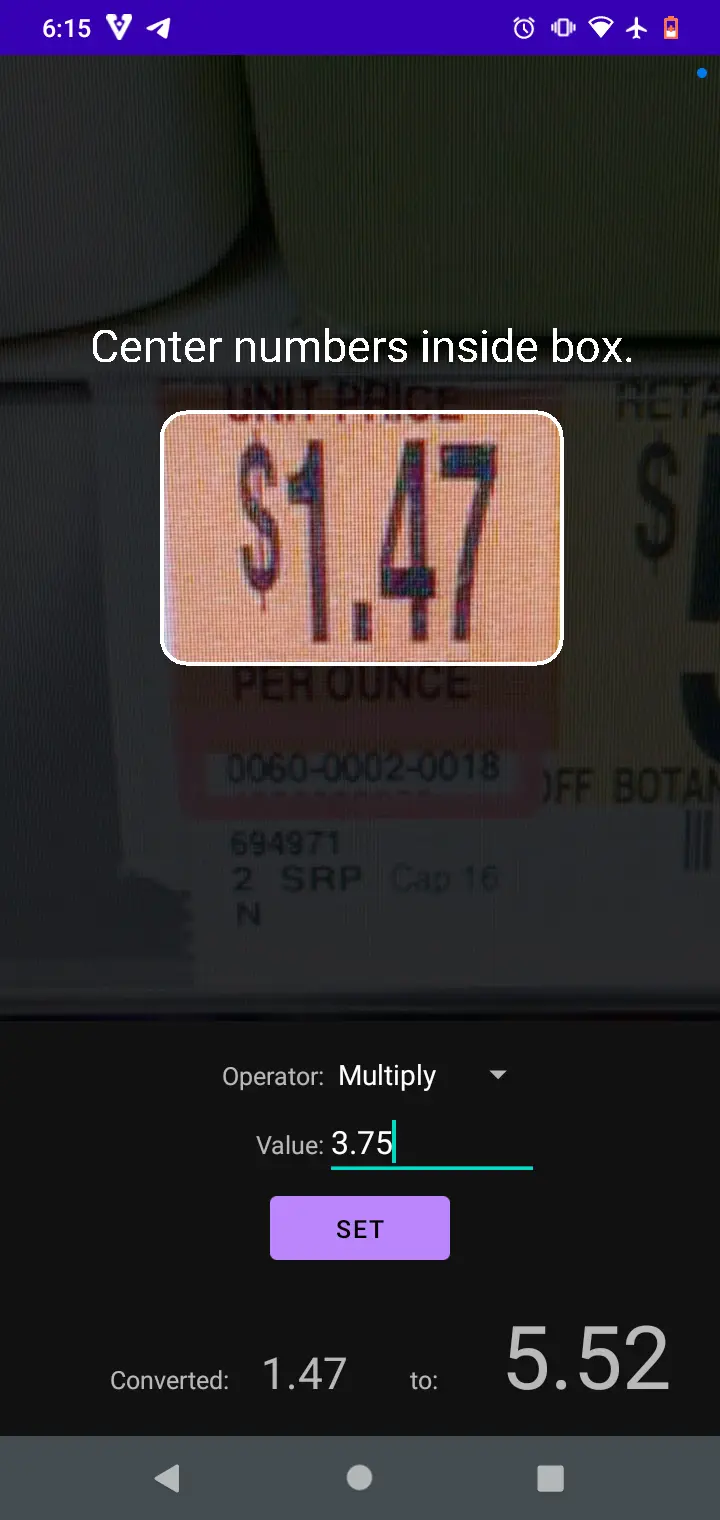 6:15
Center numbers inside box.
UNIT PRICE
RETA
$1.47
$
PER OUNCE
0060-0002-0018
OFF BOTAN
694971
2 SRP Cap 16
N
Operator: Multiply
Value: 3.75
SET
Converted: 1.47 to: 5.52